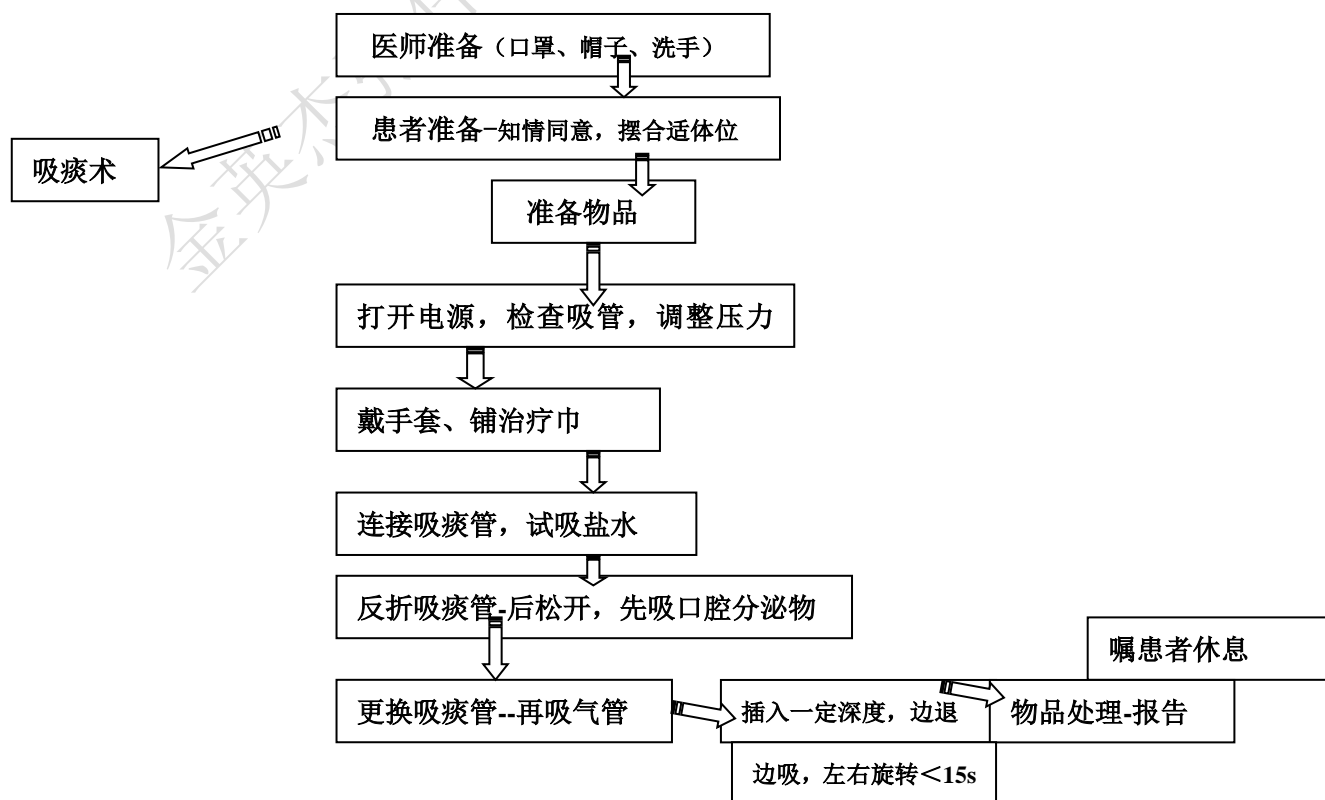 医师准备（口罩、帽子、洗手）
患者准备-知情同意，摆合适体位
吸痰术
准备物品
打开电源，检查吸管，调整压力
戴手套、铺治疗巾
连接吸痰管，试吸盐水
反折吸痰管-后松开，先吸口腔分泌物
嘱患者休息
更换吸痰管--再吸气管
插入一定深度，边退
物品处理-报告
边吸，左右旋转＜15s
金英杰